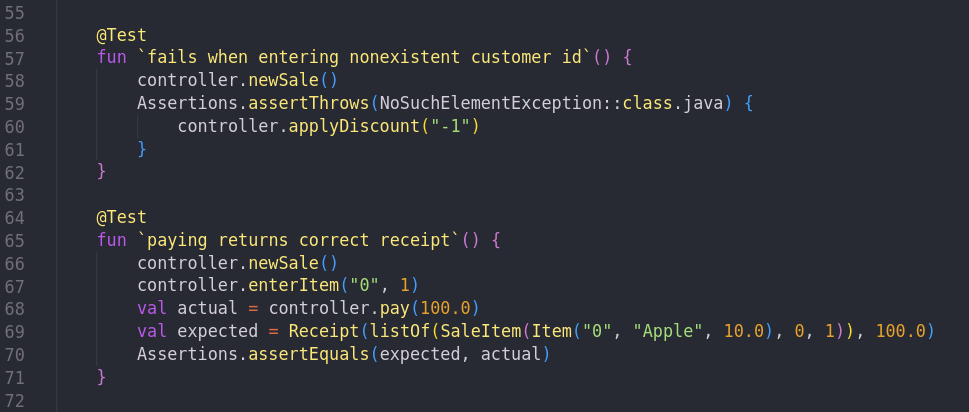 55
56 @Test
57 fun `fails when entering nonexistent customer id`() {
58 controller.newSale()
59 Assertions.assertThrows(NoSuchElementException::class.java) {
60 controller.applyDiscount("-1")
61 }
62 }
63
64 @Test
65 fun `paying returns correct receipt`() {
66 controller.newSale()
67 controller.enterItem("0", 1)
68 val actual = controller.pay(100.0)
69 val expected = Receipt(listOf(SaleItem(Item("0", "Apple", 10.0), 0, 1)), 100.0)
70 Assertions.assertEquals(expected, actual)
71 }
72